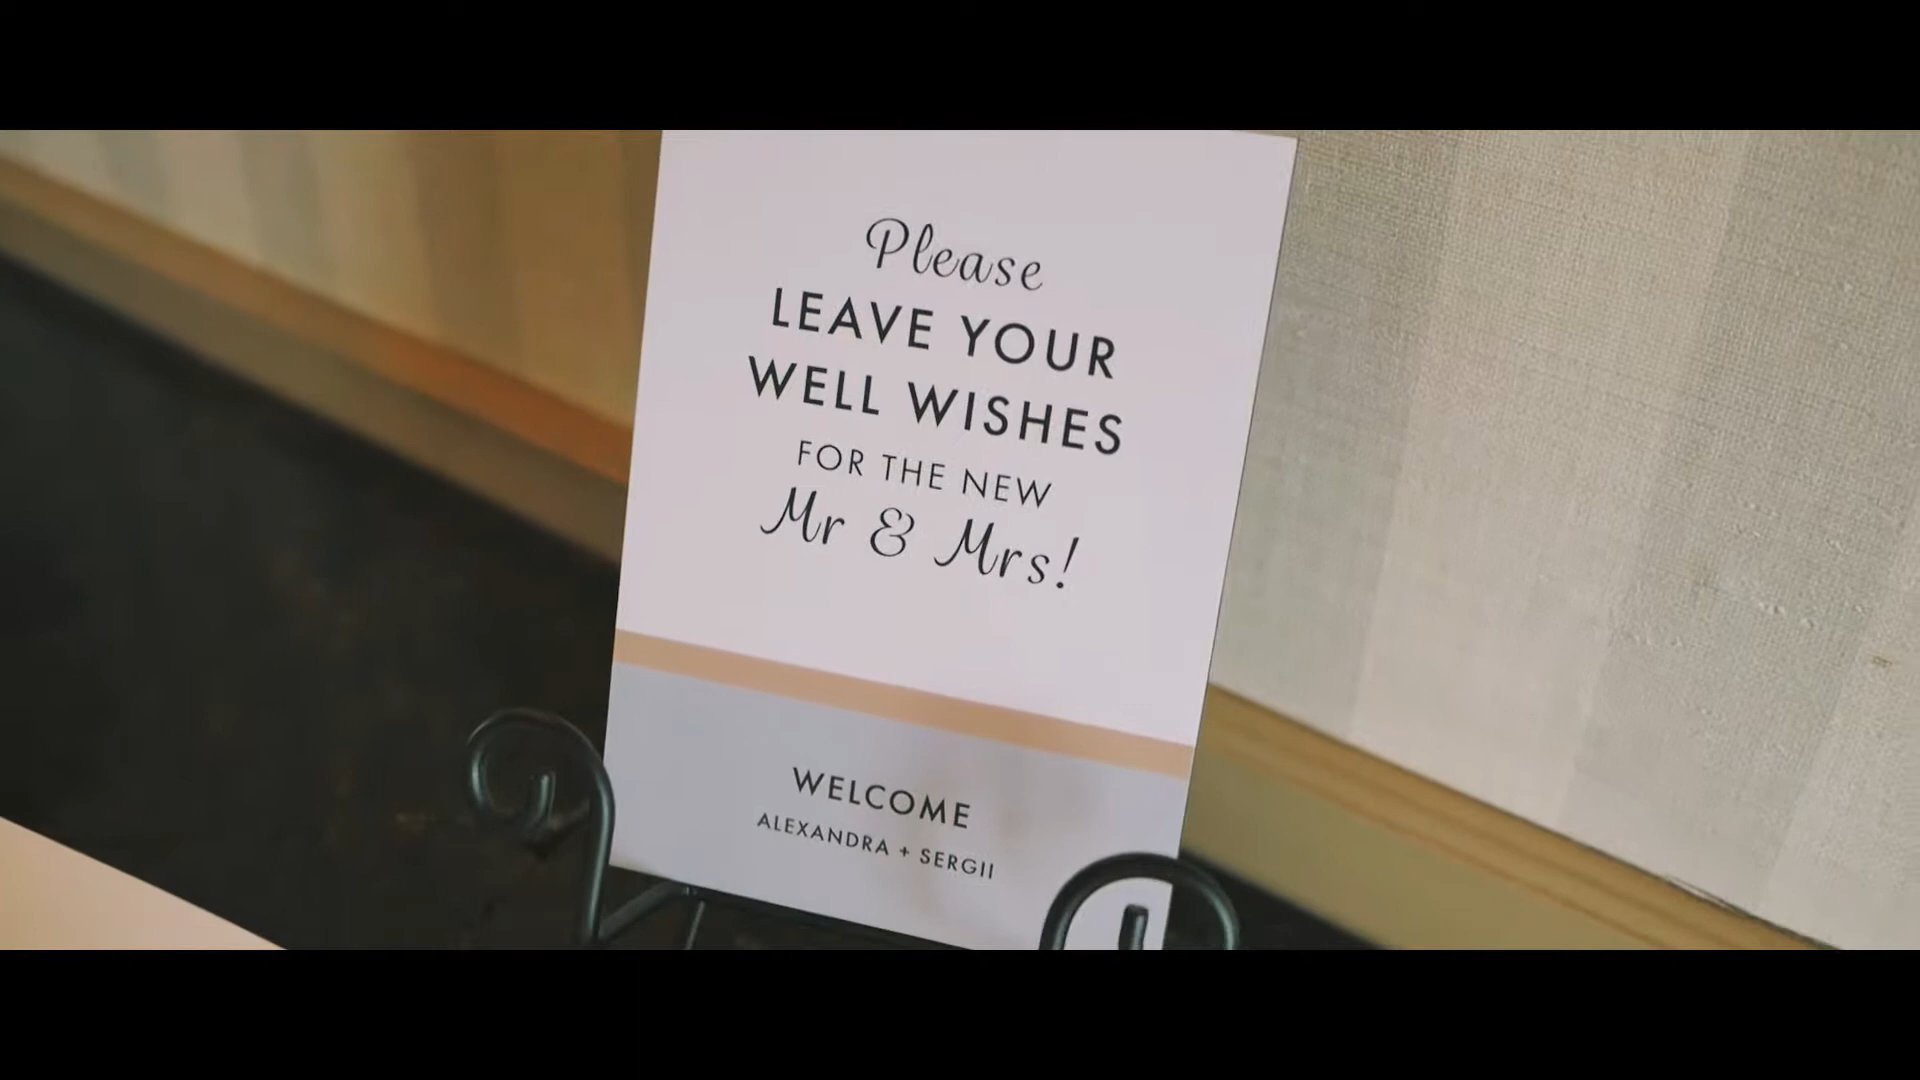 Please
LEAVE YOUR
WELL WISHES
FOR THE NEW
Mr & Mrs!
WELCOME
ALEXANDRA + SERGII